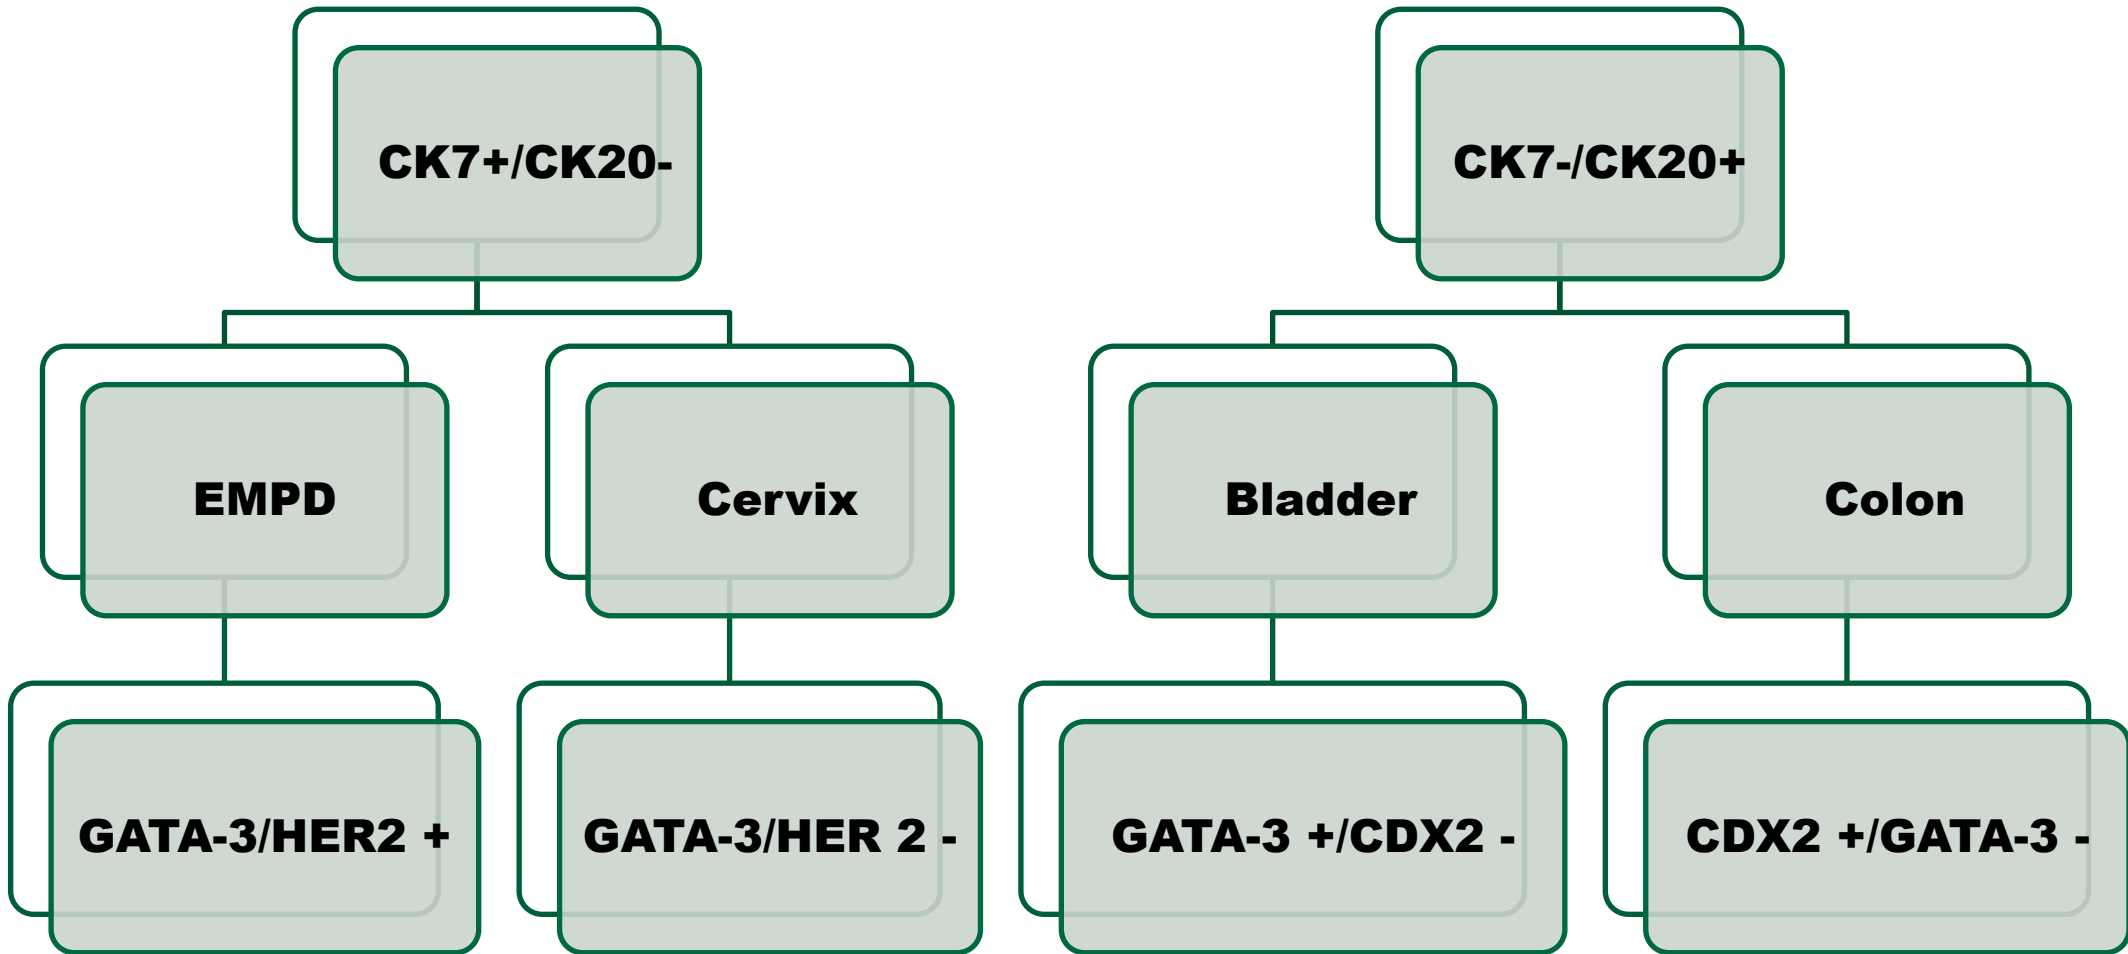 CK7+/CK20-
CK7-/CK20+
EMPD
Cervix
Bladder
Colon
GATA-3/HER2 +
GATA-3/HER 2 -
GATA-3 +/CDX2 -
CDX2 +/GATA-3 -